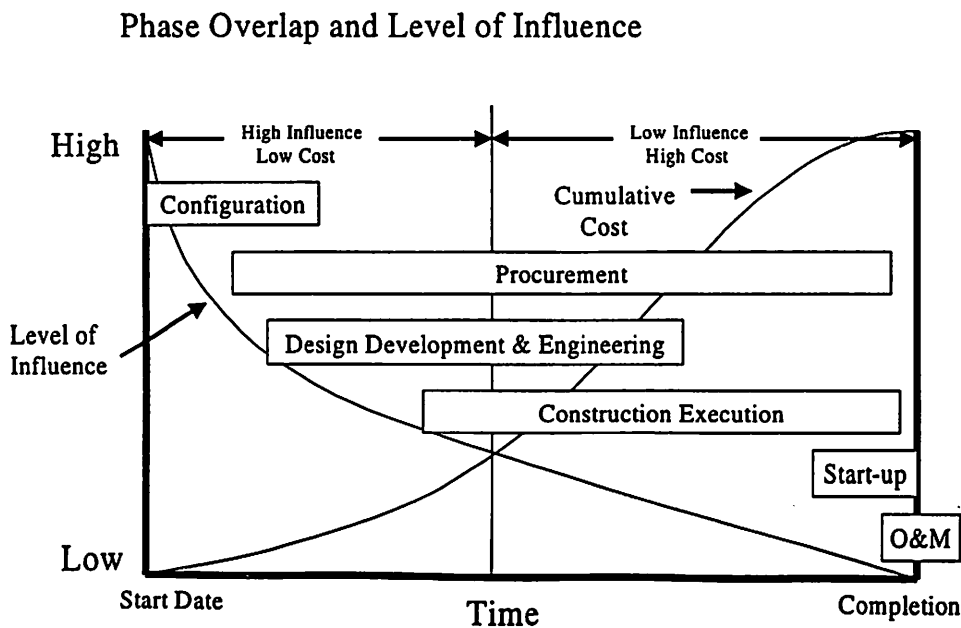 Phase Overlap and Level of Influence
High
High Influence
Low Cost
Low Influence
High Cost
Configuration
Cumulative
Cost
Procurement
Level of
Influence
Design Development & Engineering
Construction Execution
Start-up
O&M
Low
Start Date
Time
Completion